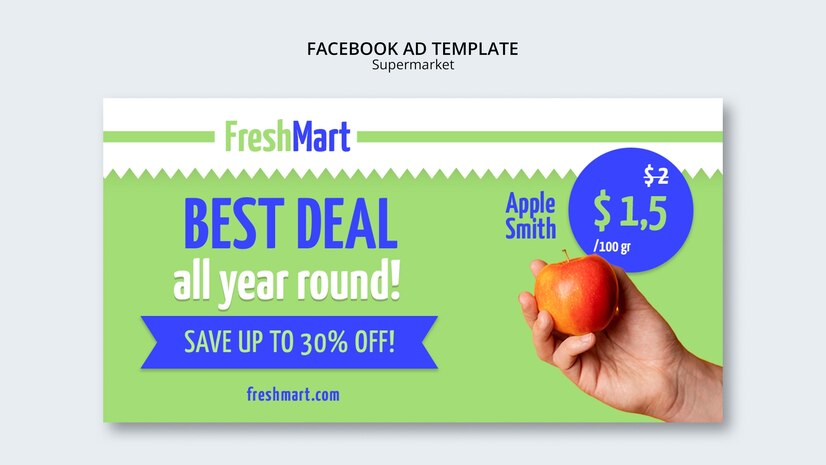 FACEBOOK AD TEMPLATE
Supermarket
FreshMart
BEST DEAL
all year round!
SAVE UP TO 30% OFF!
freshmart.com
Apple
Smith
$ 2
$ 1,5
/100 gr